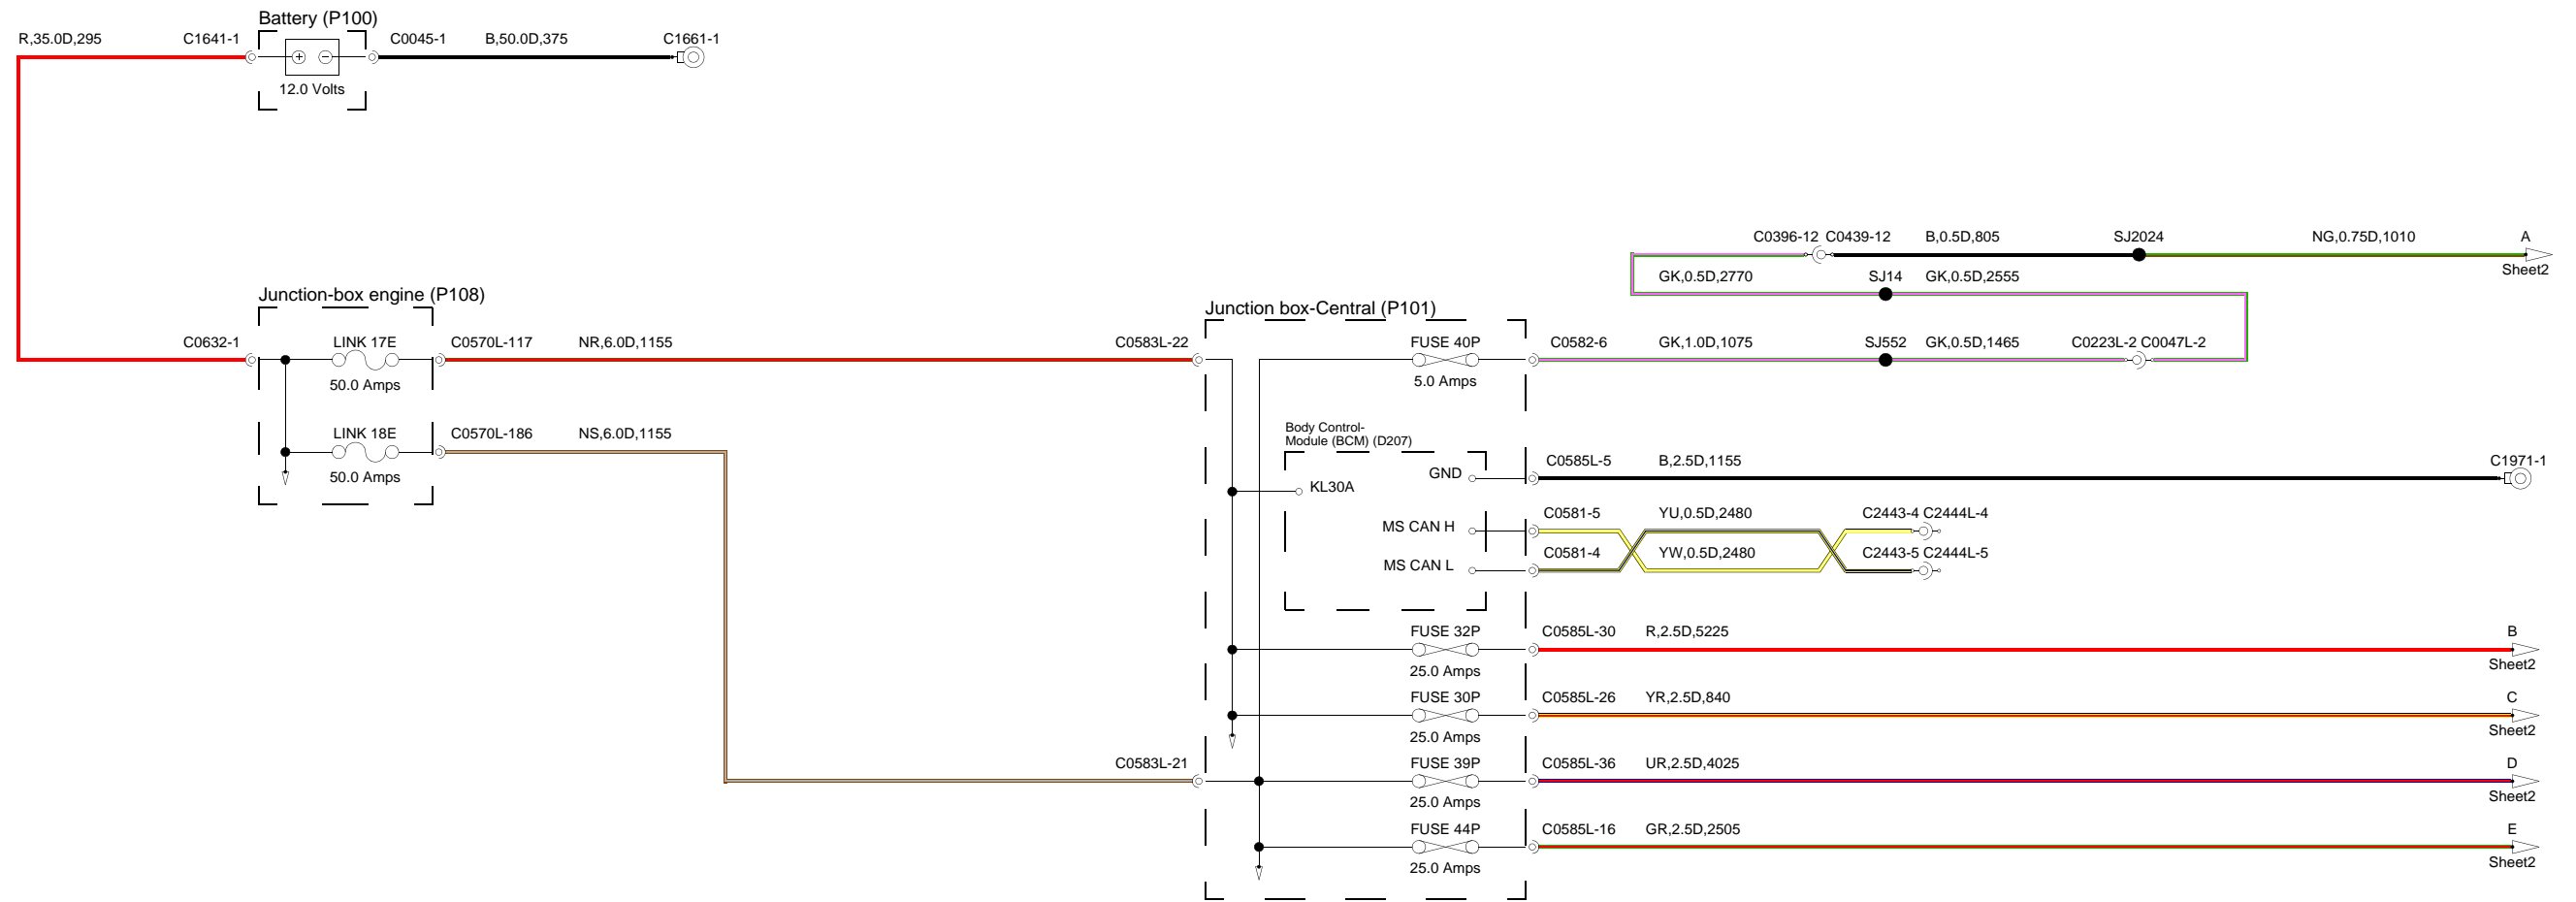 Battery (P100)
R,35.0D,295
C1641-1
C0045-1
B,50.0D,375
C1661-1
12.0 Volts
C0396-12
C0439-12
B,0.5D,805
SJ2024
NG,0.75D,1010
A
Sheet2
GK,0.5D,2770
SJ14
GK,0.5D,2555
Junction-box engine (P108)
Junction box-Central (P101)
C0632-1
LINK 17E
50.0 Amps
C0570L-117
NR,6.0D,1155
C0583L-22
FUSE 40P
5.0 Amps
C0582-6
GK,1.0D,1075
SJ552
GK,0.5D,1465
C0223L-2
C0047L-2
LINK 18E
50.0 Amps
C0570L-186
NS,6.0D,1155
Body Control-
Module (BCM) (D207)
KL30A
GND
C0585L-5
B,2.5D,1155
C1971-1
MS CAN H
C0581-5
YU,0.5D,2480
C2443-4
C2444L-4
MS CAN L
C0581-4
YW,0.5D,2480
C2443-5
C2444L-5
FUSE 32P
25.0 Amps
C0585L-30
R,2.5D,5225
B
Sheet2
FUSE 30P
25.0 Amps
C0585L-26
YR,2.5D,840
C
Sheet2
C0583L-21
FUSE 39P
25.0 Amps
C0585L-36
UR,2.5D,4025
D
Sheet2
FUSE 44P
25.0 Amps
C0585L-16
GR,2.5D,2505
E
Sheet2